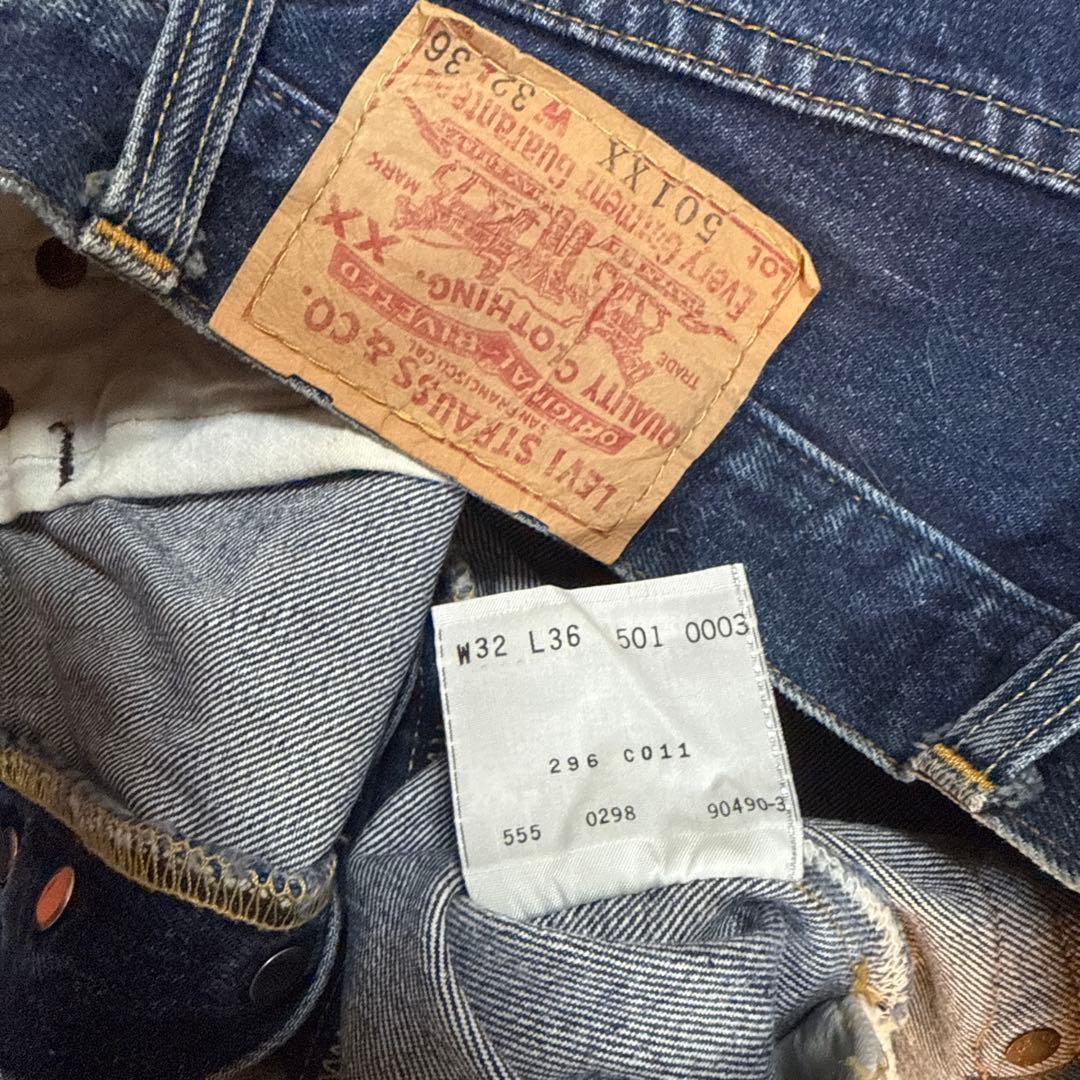 LEVI STRAUSS & CO.
SAN FRANCISCO, CAL
ORIGINAL RIVETED
QUALITY CLOTHING.
TRADE MARK
XX
Every Garment Guarante
Lot 501XX
W 32 36
W32 L36 501 0003
296 C011
555 0298 90490-3